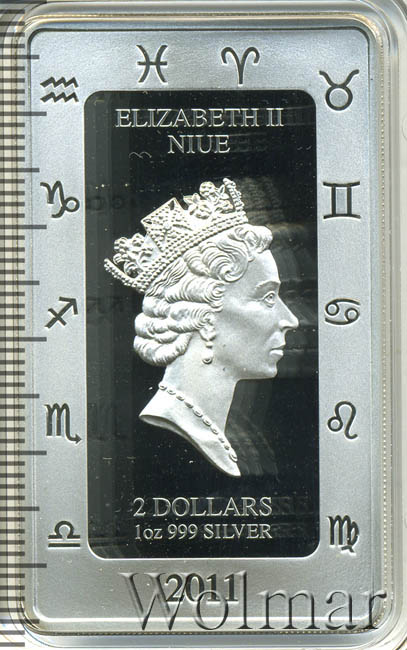 ELIZABETH II
NIUE
2 DOLLARS
1oz 999 SILVER
2011
Wolmar